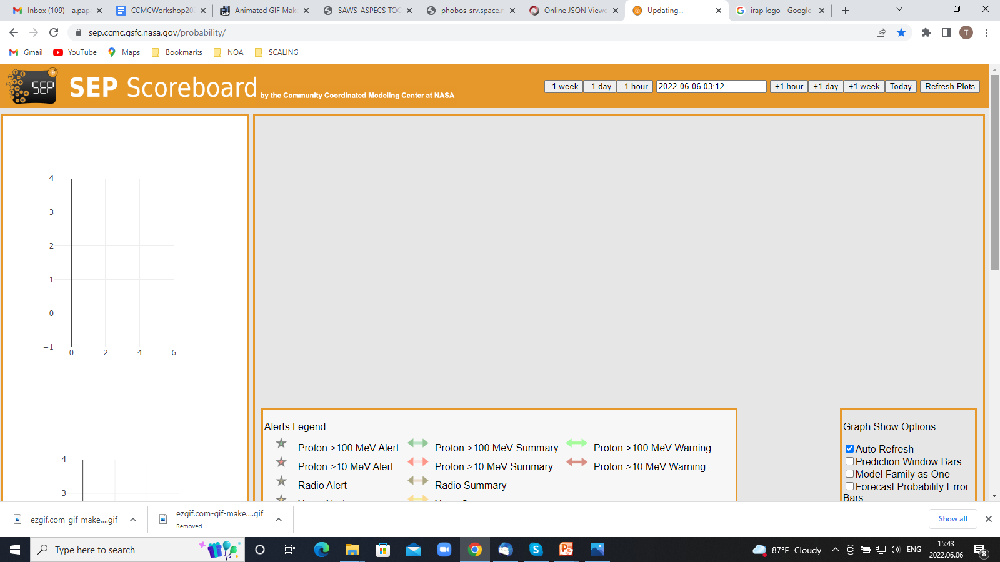 Inbox (109) - a.pap
CCMCWorkshop20
Animated GIF Make
SAWS-ASPECS TOC
phobos-srv.space.n
Online JSON Viewe
Updating...
irap logo - Google
sep.ccmc.gsfc.nasa.gov/probability/
T
Gmail
YouTube
Maps
Bookmarks
NOA
SCALING
SEP
SEP Scoreboard by the Community Coordinated Modeling Center at NASA
-1 week
-1 day
-1 hour
2022-06-06 03:12
+1 hour
+1 day
+1 week
Today
Refresh Plots
4
3
2
1
0
−1
0 2 4 6
4
3
Alerts Legend
Proton >100 MeV Alert
Proton >100 MeV Summary
Proton >100 MeV Warning
Proton >10 MeV Alert
Proton >10 MeV Summary
Proton >10 MeV Warning
Radio Alert
Radio Summary
Graph Show Options
Auto Refresh
Prediction Window Bars
Model Family as One
Forecast Probability Error
Bars
ezgif.com-gif-make....gif
ezgif.com-gif-make....gif
Removed
Show all
Type here to search
87°F Cloudy
ENG
15:43
2022.06.06
8